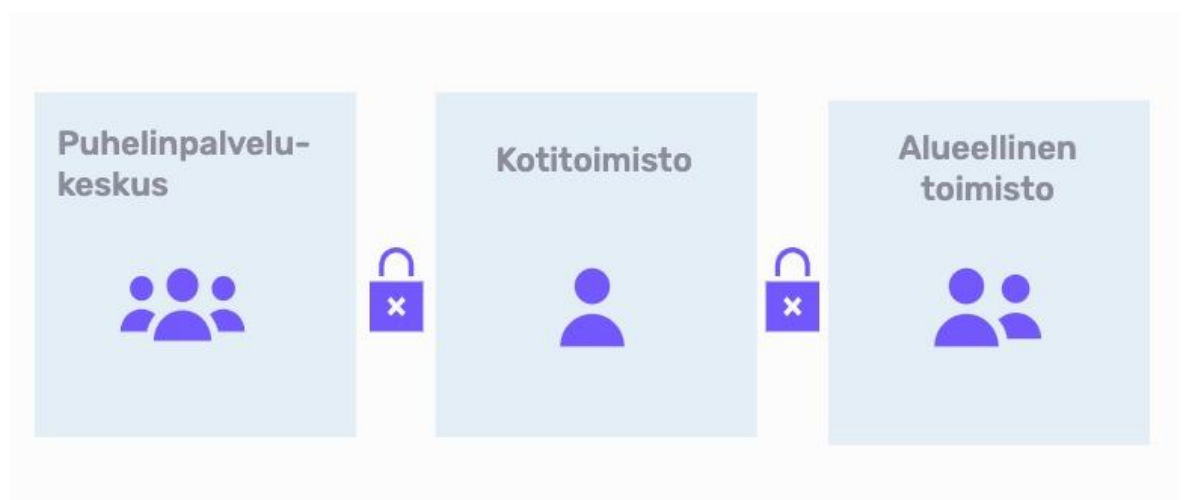 Puhelinpalvelu-
keskus
Kotitoimisto
Alueellinen
toimisto